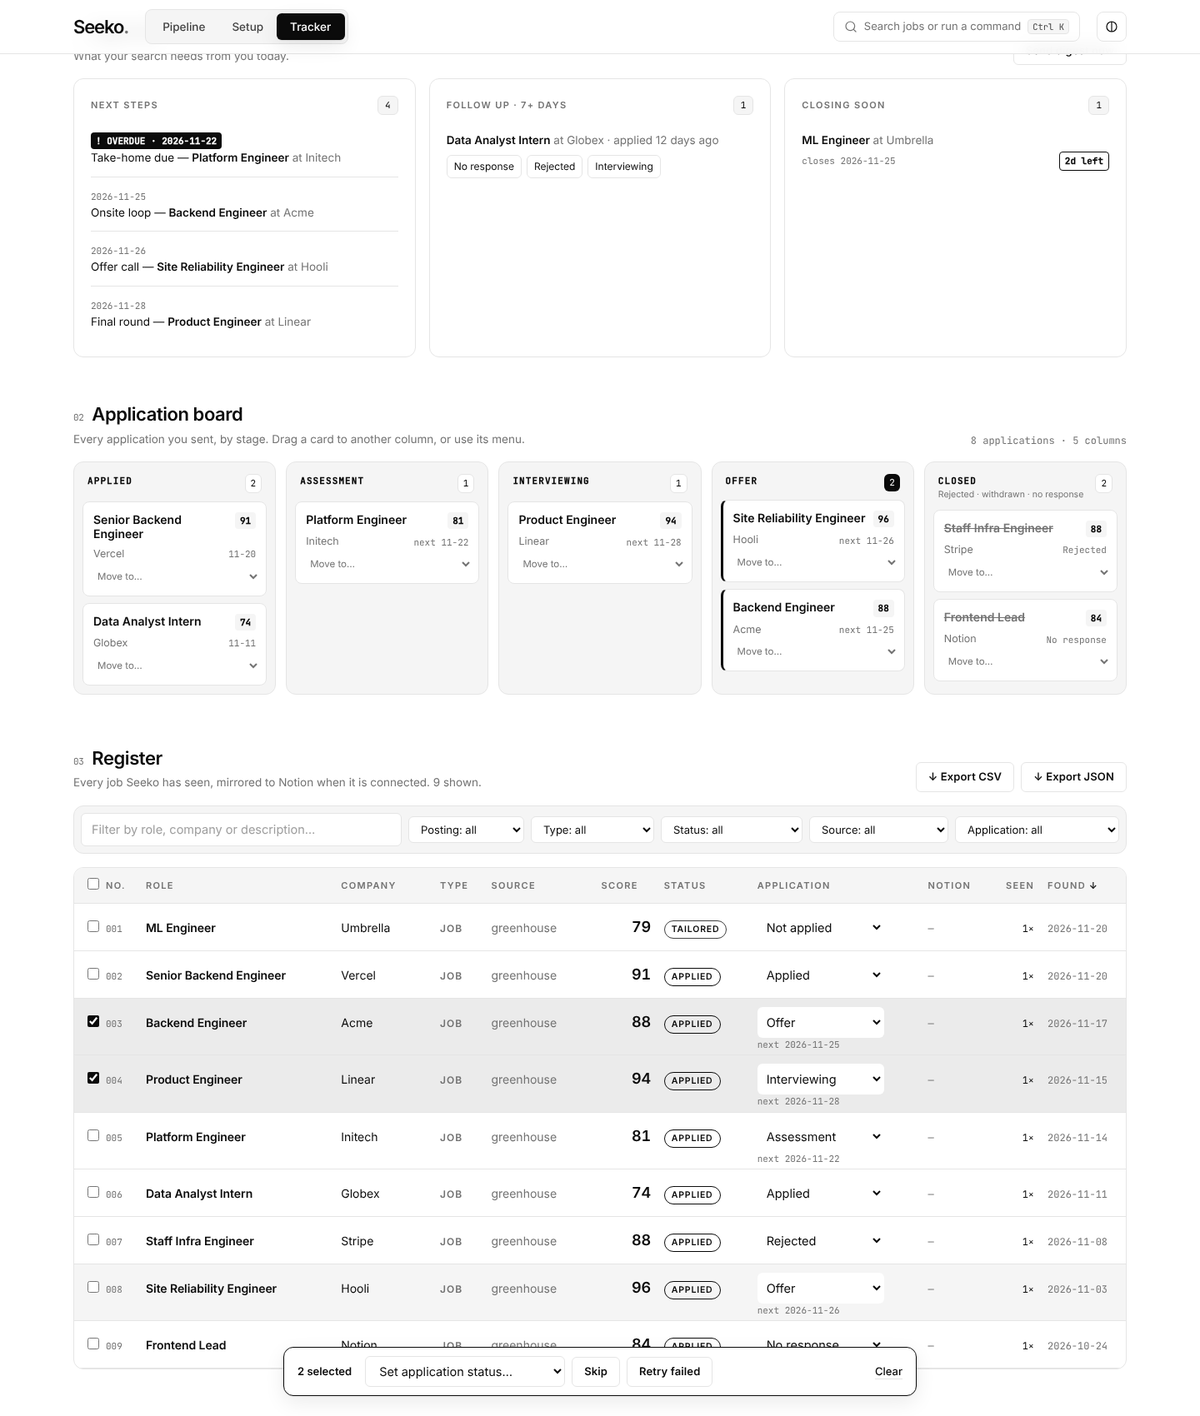 Seeko.
Pipeline
Setup
Tracker
Search jobs or run a command
Ctrl K
What your search needs from you today.
NEXT STEPS
4
! OVERDUE · 2026-11-22
Take-home due — Platform Engineer at Initech
2026-11-25
Onsite loop — Backend Engineer at Acme
2026-11-26
Offer call — Site Reliability Engineer at Hooli
2026-11-28
Final round — Product Engineer at Linear
FOLLOW UP · 7+ DAYS
1
Data Analyst Intern at Globex · applied 12 days ago
No response
Rejected
Interviewing
CLOSING SOON
1
ML Engineer at Umbrella
closes 2026-11-25
2d left
02 Application board
Every application you sent, by stage. Drag a card to another column, or use its menu.
8 applications · 5 columns
APPLIED
2
Senior Backend
Engineer
91
Vercel
11-20
Move to...
Data Analyst Intern
74
Globex
11-11
Move to...
ASSESSMENT
1
Platform Engineer
81
Initech
next 11-22
Move to...
INTERVIEWING
1
Product Engineer
94
Linear
next 11-28
Move to...
OFFER
2
Site Reliability Engineer
96
Hooli
next 11-26
Move to...
Backend Engineer
88
Acme
next 11-25
Move to...
CLOSED
2
Rejected · withdrawn · no response
Staff Infra Engineer
88
Stripe
Rejected
Move to...
Frontend Lead
84
Notion
No response
Move to...
03 Register
Every job Seeko has seen, mirrored to Notion when it is connected. 9 shown.
↓ Export CSV
↓ Export JSON
Filter by role, company or description...
Posting: all
Type: all
Status: all
Source: all
Application: all
NO. ROLE COMPANY TYPE SOURCE SCORE STATUS APPLICATION NOTION SEEN FOUND ↓
001 ML Engineer Umbrella JOB greenhouse 79 TAILORED Not applied — 1× 2026-11-20
002 Senior Backend Engineer Vercel JOB greenhouse 91 APPLIED Applied — 1× 2026-11-20
003 Backend Engineer Acme JOB greenhouse 88 APPLIED Offer — 1× 2026-11-17
next 2026-11-25
004 Product Engineer Linear JOB greenhouse 94 APPLIED Interviewing — 1× 2026-11-15
next 2026-11-28
005 Platform Engineer Initech JOB greenhouse 81 APPLIED Assessment — 1× 2026-11-14
next 2026-11-22
006 Data Analyst Intern Globex JOB greenhouse 74 APPLIED Applied — 1× 2026-11-11
007 Staff Infra Engineer Stripe JOB greenhouse 88 APPLIED Rejected — 1× 2026-11-08
008 Site Reliability Engineer Hooli JOB greenhouse 96 APPLIED Offer — 1× 2026-11-03
next 2026-11-26
009 Frontend Lead Notion JOB greenhouse 84 APPLIED No response — 1× 2026-10-24
2 selected
Set application status...
Skip
Retry failed
Clear